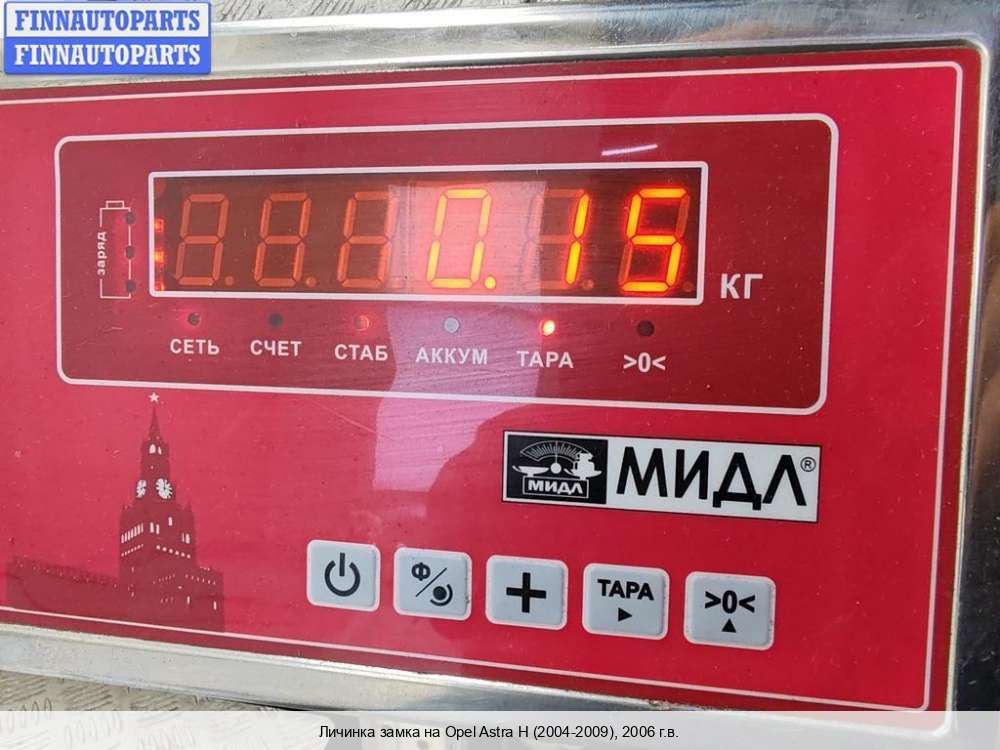 FINNAUTOPARTS
FINNAUTOPARTS
заряд
0.15
КГ
СЕТЬ СЧЕТ СТАБ АККУМ ТАРА >0<
МИДЛ МИДЛ®
Ф ТАРА >0<
Личинка замка на Opel Astra H (2004-2009), 2006 г.в.